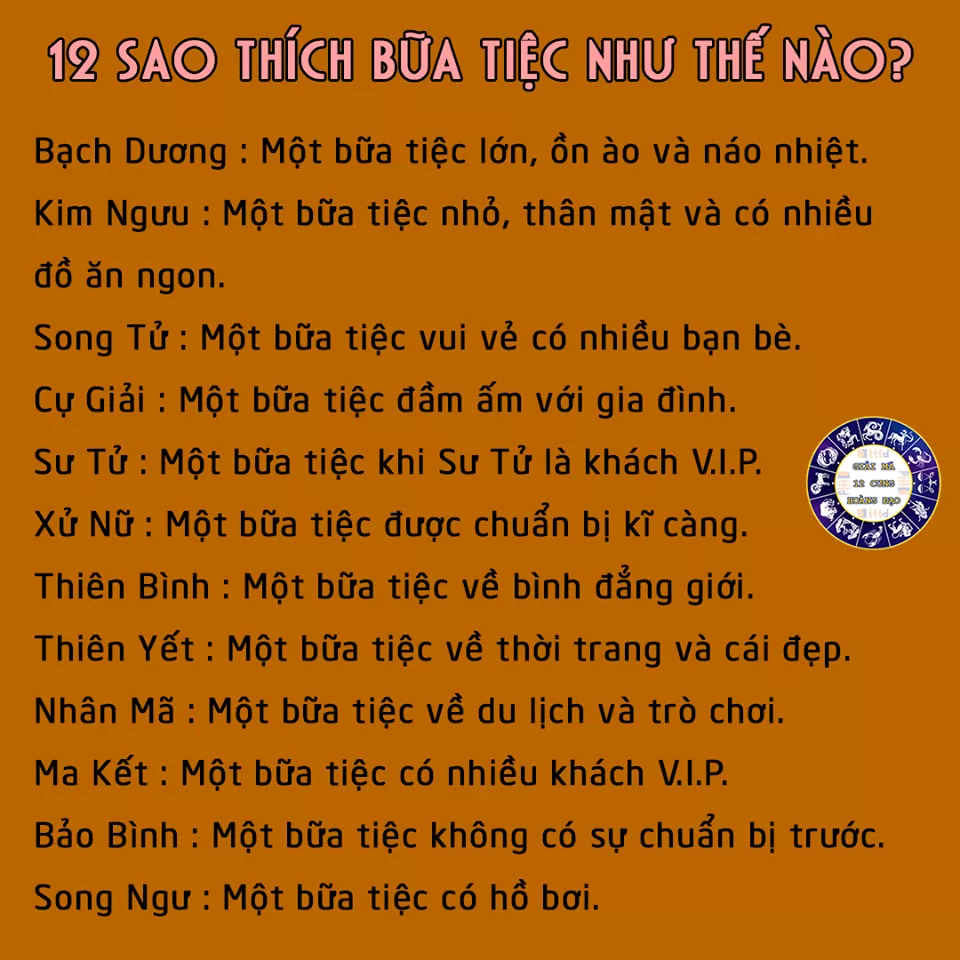 12 SAO THÍCH BỮA TIỆC NHƯ THẾ NÀO?
Bạch Dương : Một bữa tiệc lớn, ồn ào và náo nhiệt.
Kim Ngưu : Một bữa tiệc nhỏ, thân mật và có nhiều
đồ ăn ngon.
Song Tử : Một bữa tiệc vui vẻ có nhiều bạn bè.
Cự Giải : Một bữa tiệc đầm ấm với gia đình.
Sư Tử : Một bữa tiệc khi Sư Tử là khách V.I.P.
Xử Nữ : Một bữa tiệc được chuẩn bị kĩ càng.
Thiên Bình : Một bữa tiệc về bình đẳng giới.
Thiên Yết : Một bữa tiệc về thời trang và cái đẹp.
Nhân Mã : Một bữa tiệc về du lịch và trò chơi.
Ma Kết : Một bữa tiệc có nhiều khách V.I.P.
Bảo Bình : Một bữa tiệc không có sự chuẩn bị trước.
Song Ngư : Một bữa tiệc có hồ bơi.
GIẢI MÃ
12 CUNG
HOÀNG ĐẠO